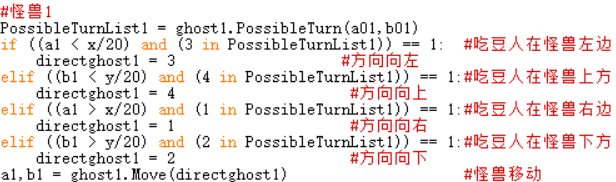 #怪兽1
PossibleTurnList1 = ghost1.PossibleTurn(a01,b01)
if ((a1 < x/20) and (3 in PossibleTurnList1)) == 1:  #吃豆人在怪兽左边
    directghost1 = 3                #方向向左
elif ((b1 < y/20) and (4 in PossibleTurnList1)) == 1: #吃豆人在怪兽上方
    directghost1 = 4                 #方向向上
elif ((a1 > x/20) and (1 in PossibleTurnList1)) == 1: #吃豆人在怪兽右边
    directghost1 = 1                 #方向向右
elif ((b1 > y/20) and (2 in PossibleTurnList1)) == 1: #吃豆人在怪兽下方
    directghost1 = 2                 #方向向下
a1,b1 = ghost1.Move(directghost1)                    #怪兽移动